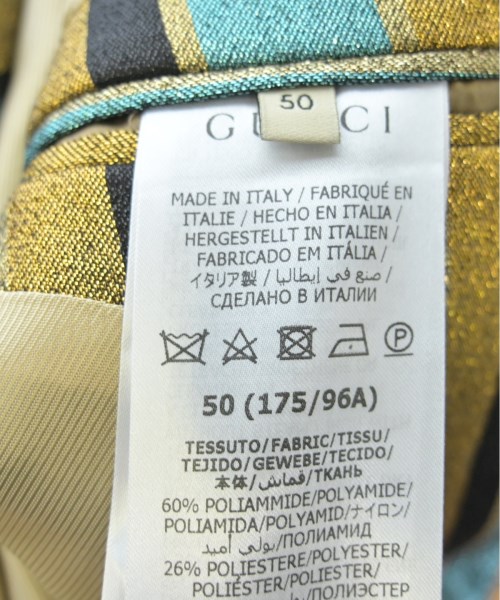 50
GUCCI
MADE IN ITALY / FABRIQUÉ EN
ITALIE / HECHO EN ITALIA /
HERGESTELLT IN ITALIEN /
FABRICADO EM ITÁLIA /
イタリア製 / صنع في إيطاليا /
СДЕЛАНО В ИТАЛИИ
P
50 (175/96A)
TESSUTO/FABRIC/TISSU/
TEJIDO/GEWEBE/TECIDO/
本体/قماش/ТКАНЬ
60% POLIAMMIDE/POLYAMIDE/
POLIAMIDA/POLYAMID/ナイロン/
بولي أميد/ПОЛИАМИД
26% POLIESTERE/POLYESTER/
POLIÉSTER/POLIESTER/
ПОЛИЭСТЕР